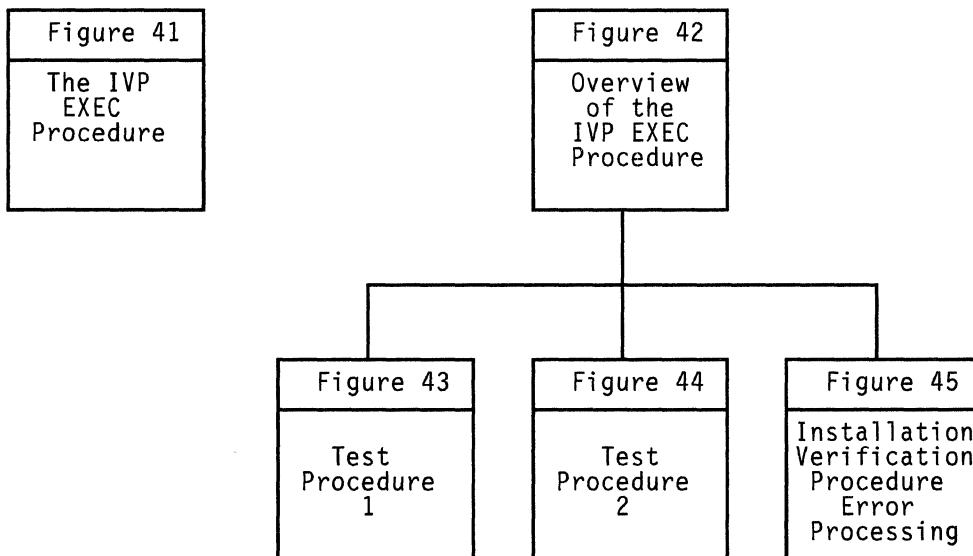 Figure 41
The IVP
EXEC
Procedure
Figure 42
Overview
of the
IVP EXEC
Procedure
Figure 43
Test
Procedure
1
Figure 44
Test
Procedure
2
Figure 45
Installation
Verification
Procedure
Error
Processing